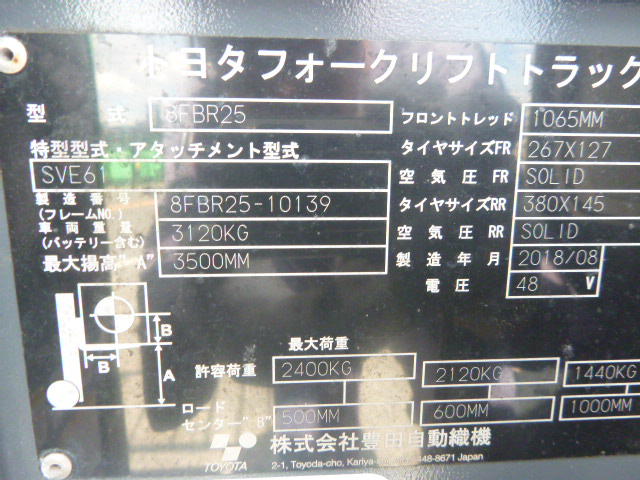 トヨタフォークリフトトラック
型 式 8FBR25
フロントトレッド 1065MM
特型型式・アタッチメント型式
タイヤサイズFR 267X127
SVE61
空気圧 FR SOLID
製造番号 (フレームNO.) 8FBR25-10139
タイヤサイズRR 380X145
車両重量 (バッテリー含む) 3120KG
空気圧 RR SOLID
最大揚高"A" 3500MM
製造年月 2018/08
電圧 48 V
B
B
A
最大荷重
許容荷重 2400KG 2120KG 1440KG
ロード
センター"B" 500MM 600MM 1000MM
TOYOTA
株式会社豊田自動織機
2-1, Toyoda-cho, 448-8671 Japan